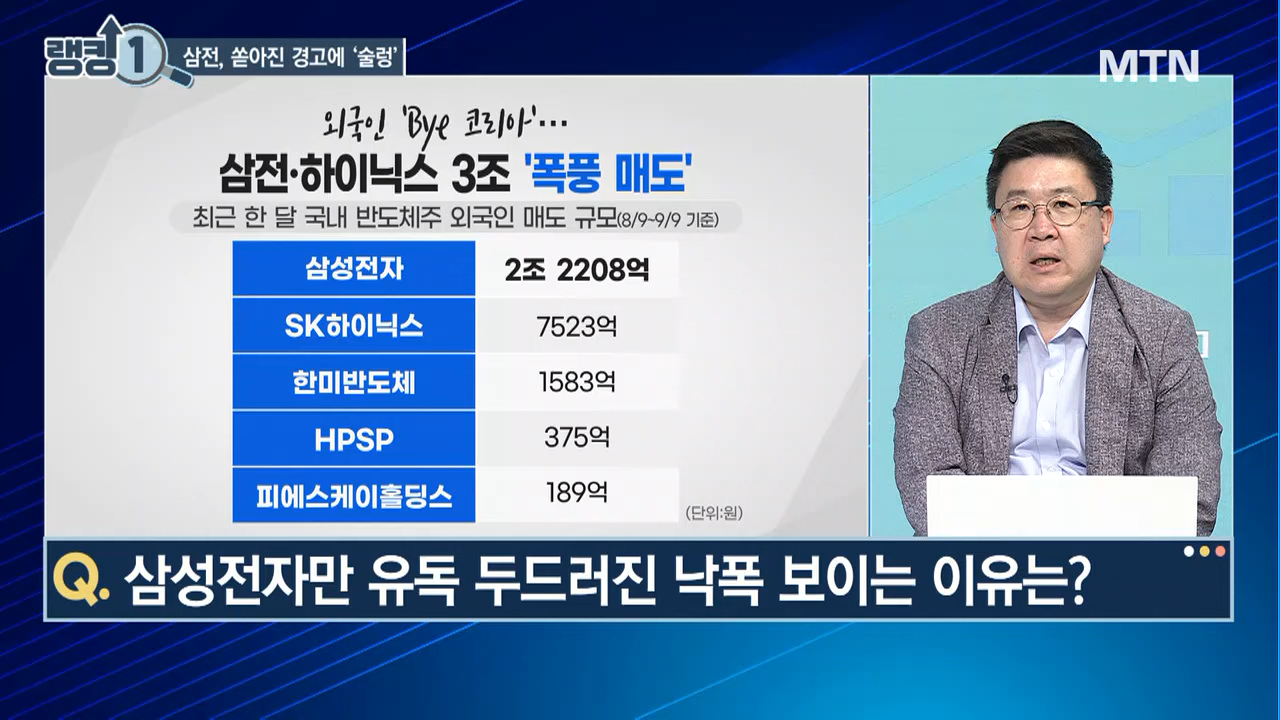 랭킹1
삼전, 쏟아진 경고에 ‘술렁’
MTN
외국인 'Bye 코리아'…
삼전·하이닉스 3조 '폭풍 매도'
최근 한 달 국내 반도체주 외국인 매도 규모(8/9~9/9 기준)
삼성전자 2조 2208억
SK하이닉스 7523억
한미반도체 1583억
HPSP 375억
피에스케이홀딩스 189억
(단위:원)
Q. 삼성전자만 유독 두드러진 낙폭 보이는 이유는?